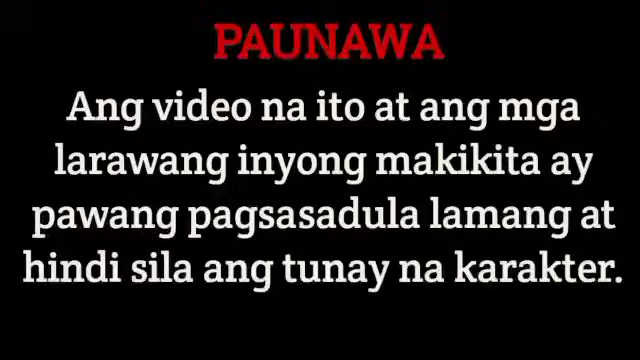 PAUNAWA
Ang video na ito at ang mga
larawang inyong makikita ay
pawang pagsasadula lamang at
hindi sila ang tunay na karakter.